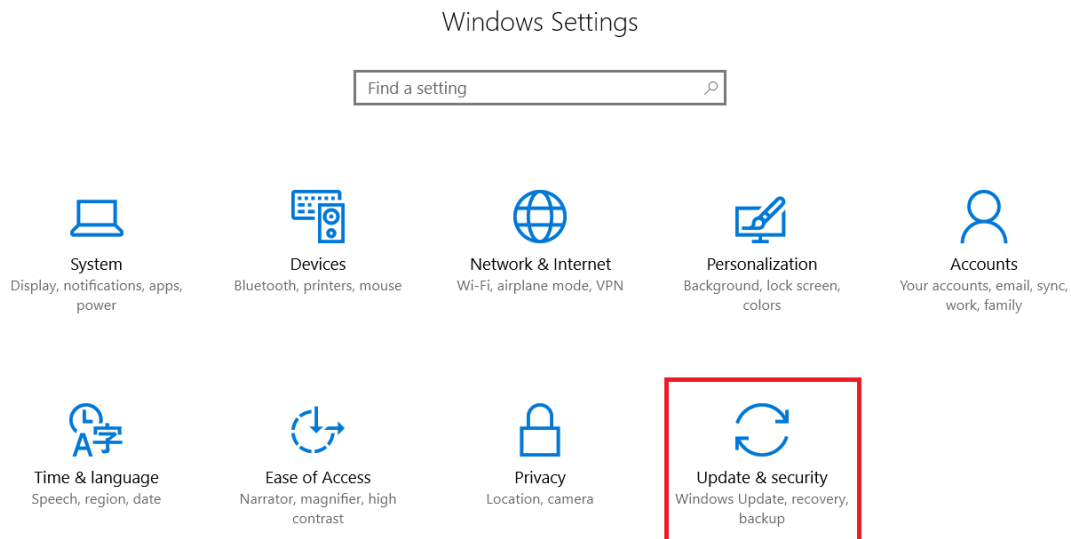 Windows Settings
Find a setting
System
Display, notifications, apps,
power
Devices
Bluetooth, printers, mouse
Network & Internet
Wi-Fi, airplane mode, VPN
Personalization
Background, lock screen,
colors
Accounts
Your accounts, email, sync,
work, family
Time & language
Speech, region, date
Ease of Access
Narrator, magnifier, high
contrast
Privacy
Location, camera
Update & security
Windows Update, recovery,
backup